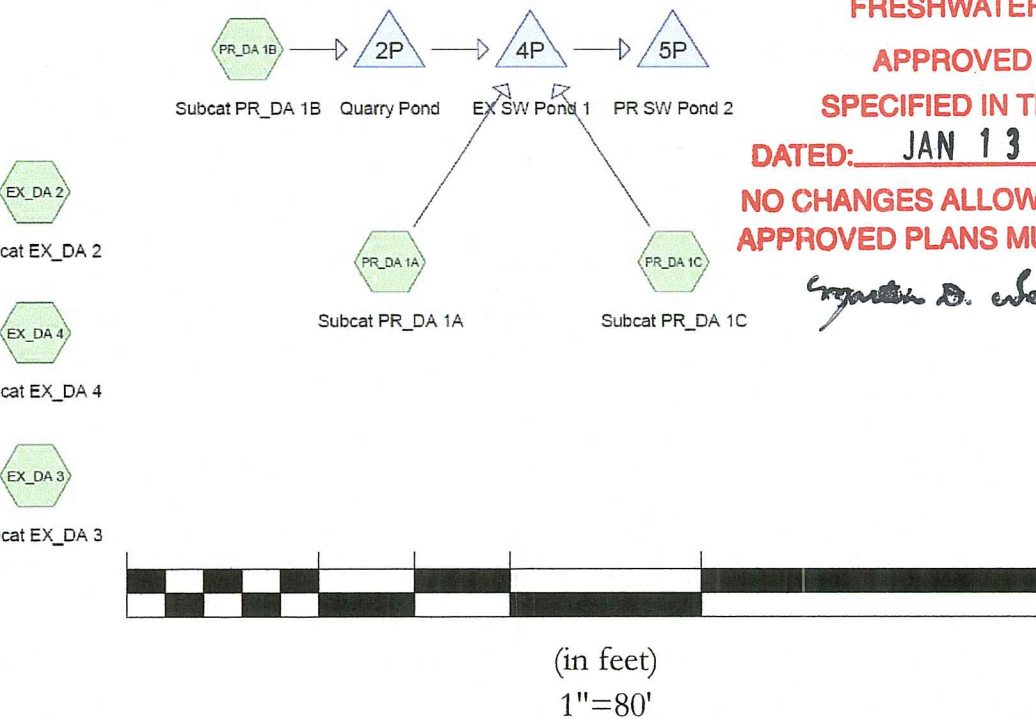 FRESHWATER
APPROVED
SPECIFIED IN T
DATED: JAN 13
NO CHANGES ALLOW
APPROVED PLANS MU
PR_DA 1B
2P
4P
5P
Subcat PR_DA 1B
Quarry Pond
EX SW Pond 1
PR SW Pond 2
EX_DA 2
cat EX_DA 2
PR_DA 1A
PR_DA 1C
Subcat PR_DA 1A
Subcat PR_DA 1C
EX_DA 4
cat EX_DA 4
EX_DA 3
cat EX_DA 3
(in feet)
1"=80'